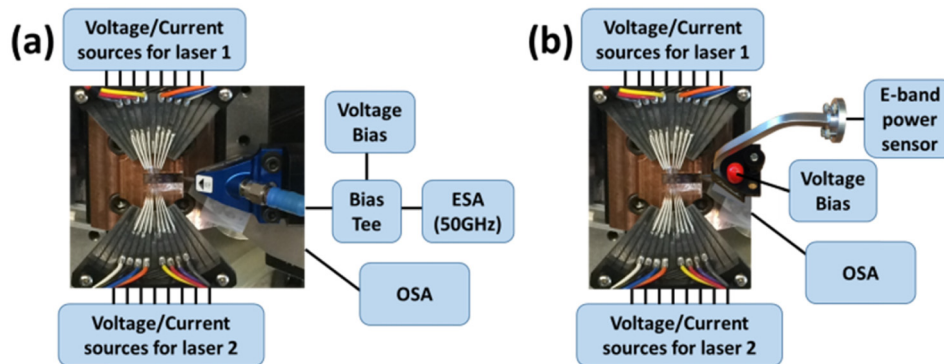 (a)
Voltage/Current
sources for laser 1
Voltage
Bias
Bias
Tee
ESA
(50GHz)
OSA
Voltage/Current
sources for laser 2
(b)
Voltage/Current
sources for laser 1
E-band
power
sensor
Voltage
Bias
OSA
Voltage/Current
sources for laser 2